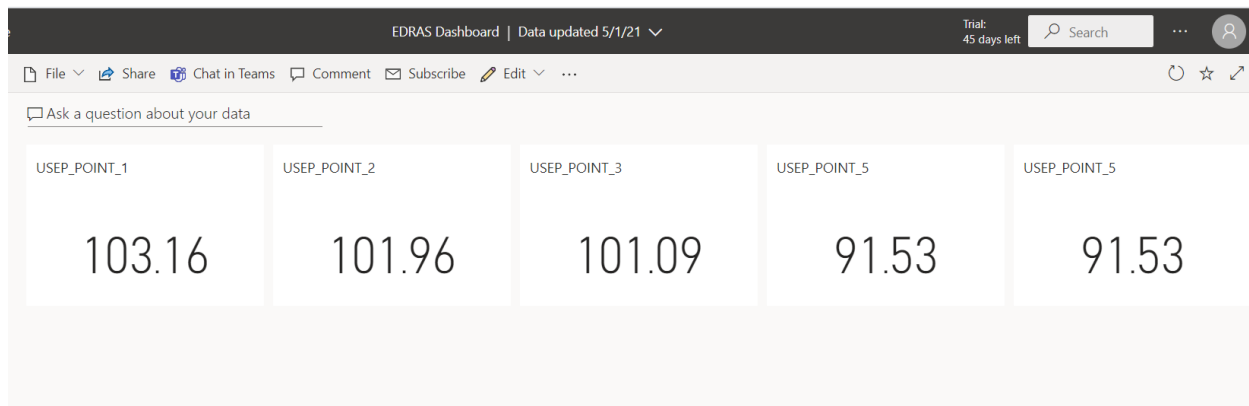 EDRAS Dashboard | Data updated 5/1/21
Trial:
45 days left
Search
File Share Chat in Teams Comment Subscribe Edit
Ask a question about your data
USEP_POINT_1 USEP_POINT_2 USEP_POINT_3 USEP_POINT_5 USEP_POINT_5
103.16 101.96 101.09 91.53 91.53